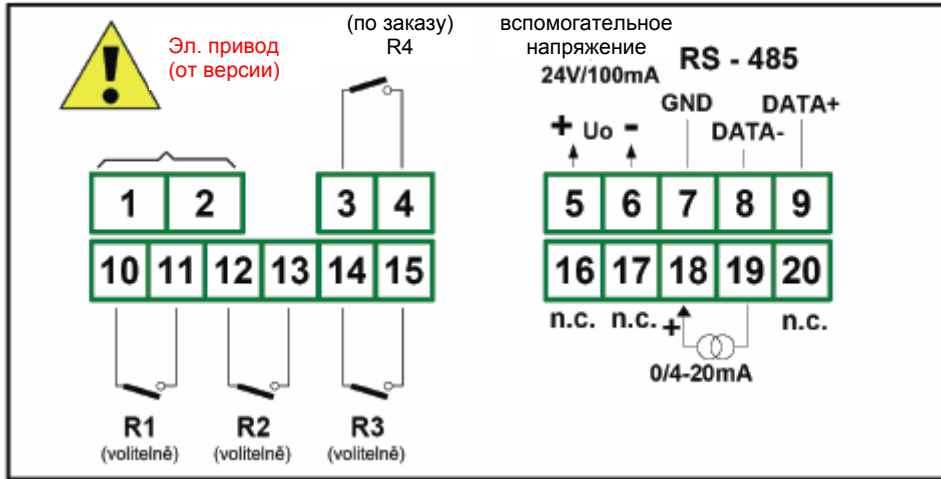 Эл. привод
(от версии)
(по заказу)
R4
вспомогательное
напряжение
24V/100mA
RS - 485
GND
DATA+
+ Uo -
DATA-
1 2 3 4 5 6 7 8 9
10 11 12 13 14 15 16 17 18 19 20
n.c. n.c. + n.c.
0/4-20mA
R1 R2 R3
(volitelně) (volitelně) (volitelně)